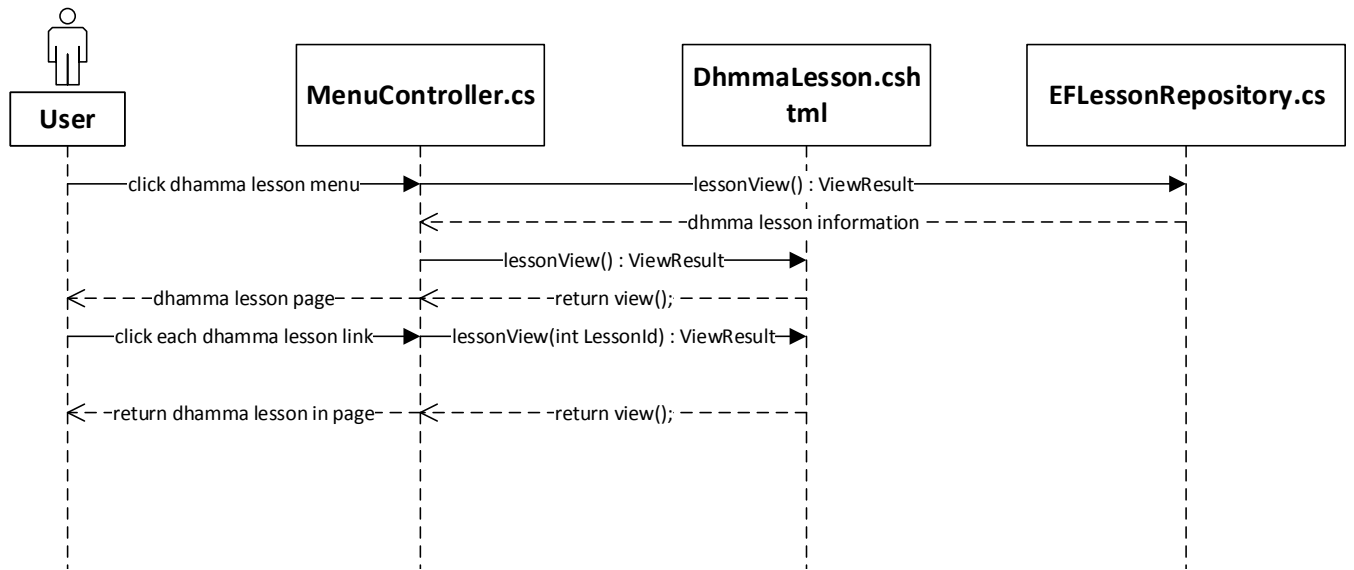 User
MenuController.cs
DhmmaLesson.csh
tml
EFLessonRepository.cs
click dhamma lesson menu
lessonView() : ViewResult
dhmma lesson information
lessonView() : ViewResult
dhamma lesson page
return view();
click each dhamma lesson link
lessonView(int LessonId) : ViewResult
return dhamma lesson in page
return view();